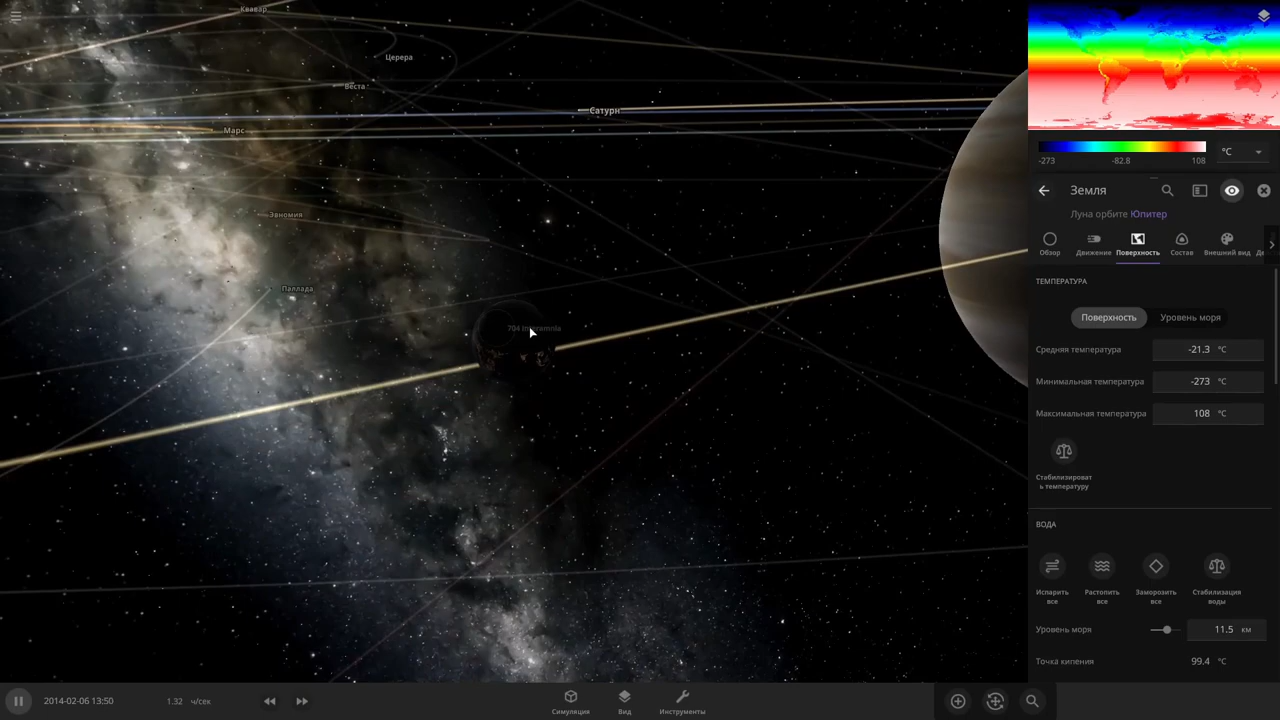 Квавар
Церера
Веста
Сатурн
Марс
Эвномия
Паллада
-273
-82.8
108
°C
Земля
Луна орбите Юпитер
Обзор
Движение
Поверхность
Состав
Внешний вид
ТЕМПЕРАТУРА
Поверхность
Уровень моря
Средняя температура
-21.3 °C
Минимальная температура
-273 °C
Максимальная температура
108 °C
Стабилизироват
ь температуру
ВОДА
Испарить
все
Растопить
все
Заморозить
все
Стабилизация
воды
Уровень моря
11.5 км
Точка кипения
99.4 °C
2014-02-06 13:50
1.32 ч/сек
Симуляция
Вид
Инструменты